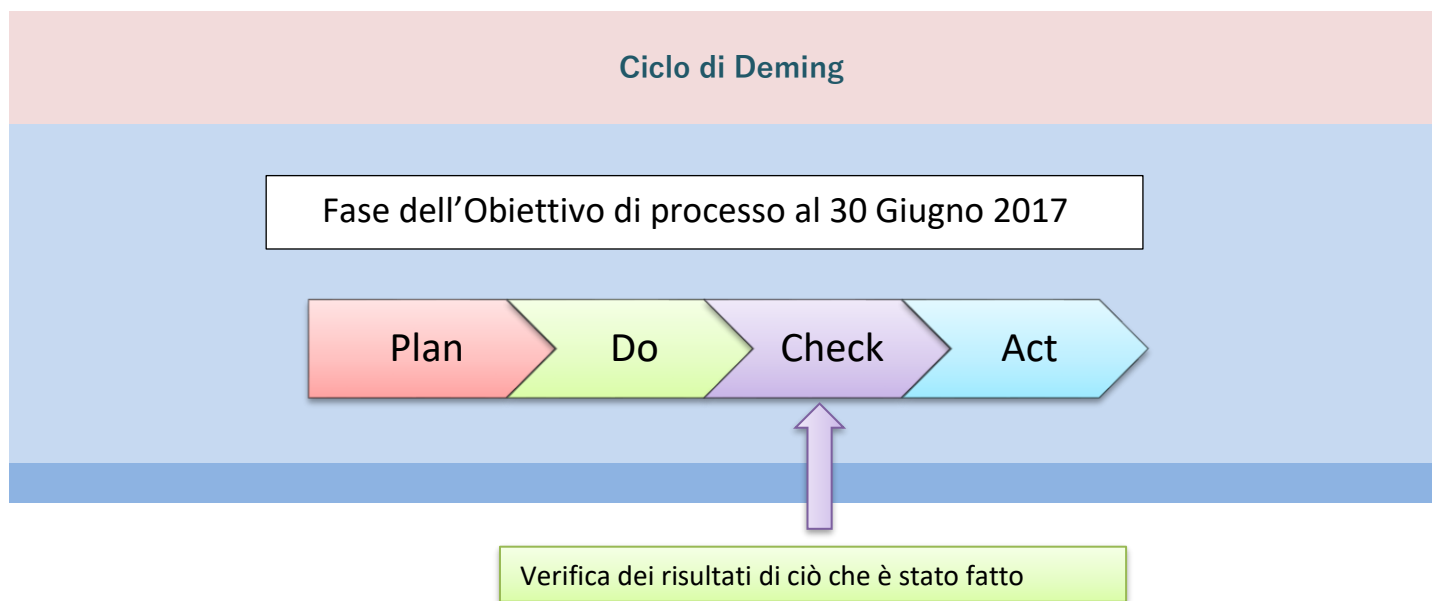 Ciclo di Deming
Fase dell’Obiettivo di processo al 30 Giugno 2017
Plan
Do
Check
Act
Verifica dei risultati di ciò che è stato fatto